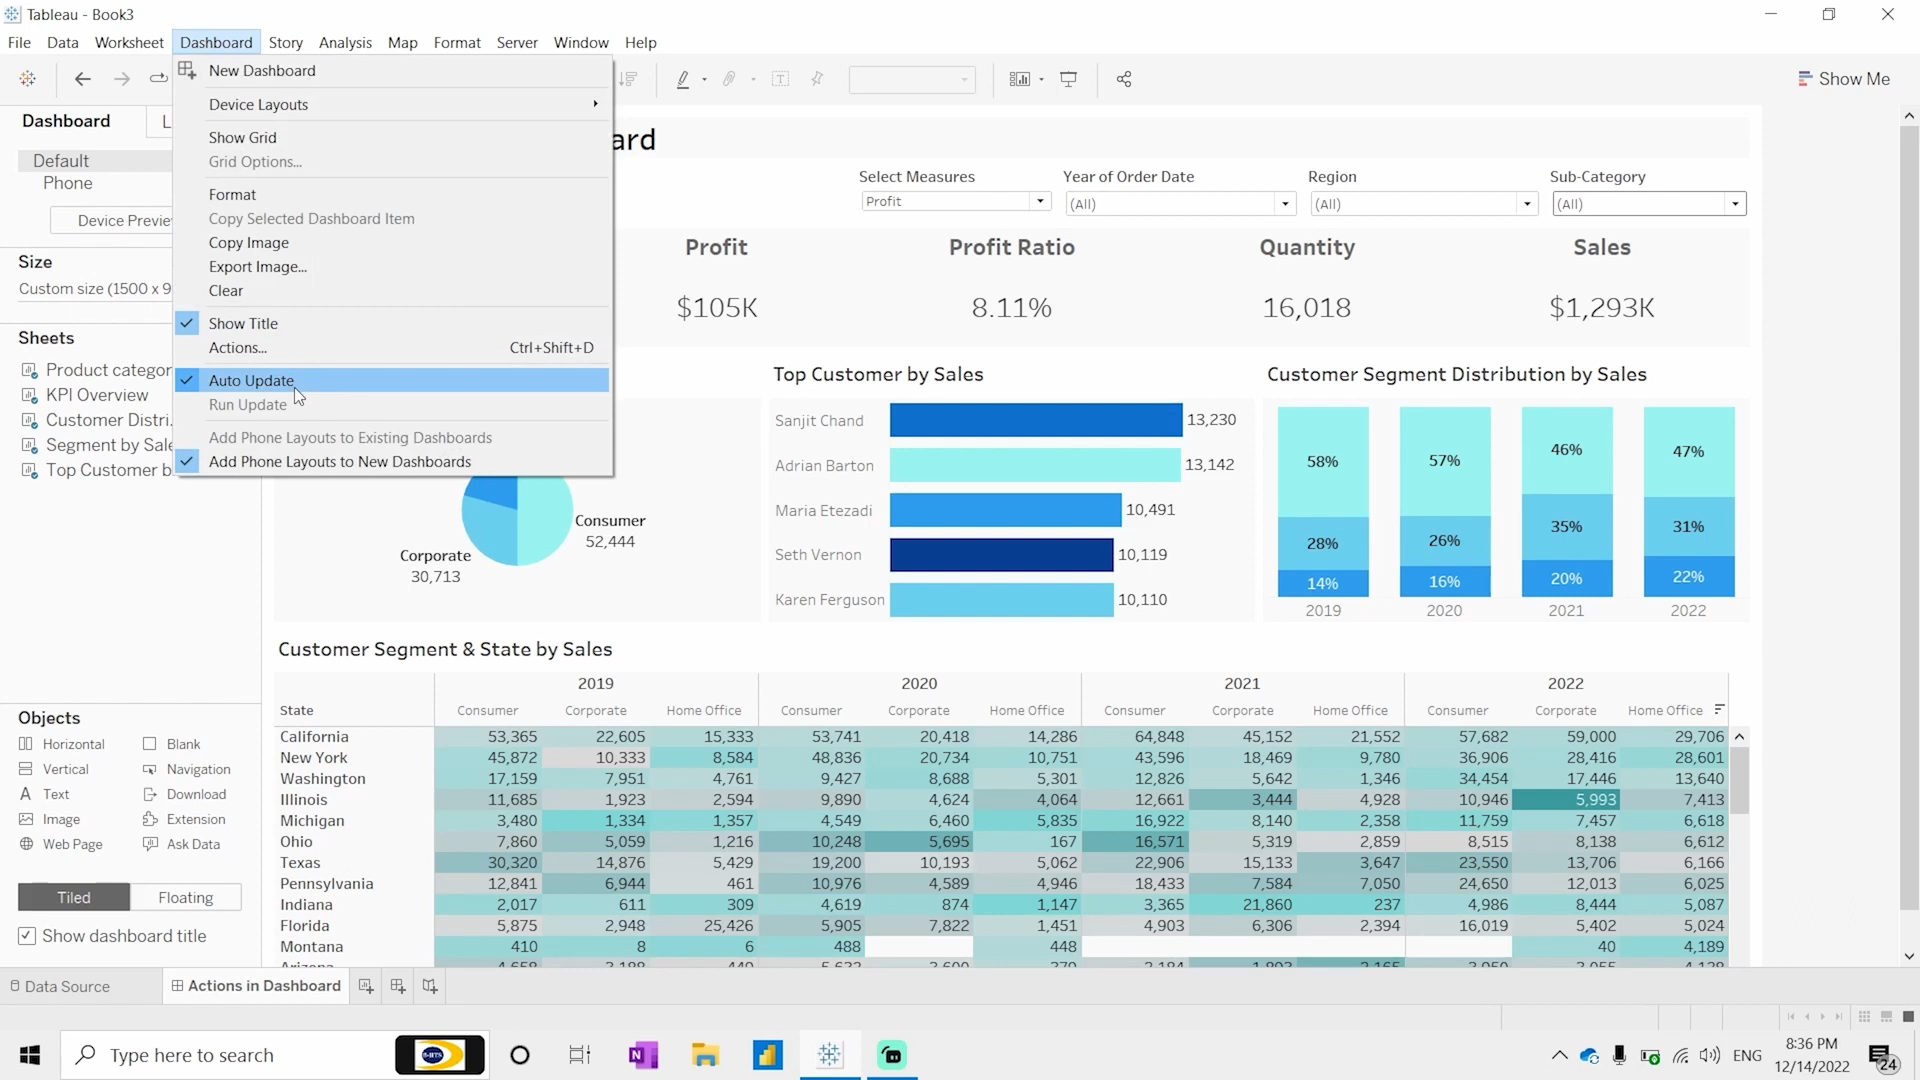 Tableau - Book3
File Data Worksheet Dashboard Story Analysis Map Format Server Window Help
Show Me
New Dashboard
Device Layouts
Show Grid
Grid Options...
Format
Copy Selected Dashboard Item
Copy Image
Export Image...
Clear
Show Title
Actions... Ctrl+Shift+D
Auto Update
Run Update
Add Phone Layouts to Existing Dashboards
Add Phone Layouts to New Dashboards
Dashboard L
Default
Phone
Device Previe
Size
Custom size (1500 x 9
Sheets
Product categor
KPI Overview
Customer Distri.
Segment by Sale
Top Customer b
Objects
Horizontal Blank
Vertical Navigation
A Text Download
Image Extension
Web Page Ask Data
Tiled Floating
Show dashboard title
ard
Select Measures Year of Order Date Region Sub-Category
Profit (All) (All) (All)
Profit Profit Ratio Quantity Sales
$105K 8.11% 16,018 $1,293K
Consumer
52,444
Corporate
30,713
Top Customer by Sales
Sanjit Chand 13,230
Adrian Barton 13,142
Maria Etezadi 10,491
Seth Vernon 10,119
Karen Ferguson 10,110
Customer Segment Distribution by Sales
58% 57% 46% 47%
28% 26% 35% 31%
14% 16% 20% 22%
2019 2020 2021 2022
Customer Segment & State by Sales
2019 2020 2021 2022
State Consumer Corporate Home Office Consumer Corporate Home Office Consumer Corporate Home Office Consumer Corporate Home Office
California 53,365 22,605 15,333 53,741 20,418 14,286 64,848 45,152 21,552 57,682 59,000 29,706
New York 45,872 10,333 8,584 48,836 20,734 10,751 43,596 18,469 9,780 36,906 28,416 28,601
Washington 17,159 7,951 4,761 9,427 8,688 5,301 12,826 5,642 1,346 34,454 17,446 13,640
Illinois 11,685 1,923 2,594 9,890 4,624 4,064 12,661 3,444 4,928 10,946 5,993 7,413
Michigan 3,480 1,334 1,357 4,549 6,460 5,835 16,922 8,140 2,358 11,759 7,457 6,618
Ohio 7,860 5,059 1,216 10,248 5,695 167 16,571 5,319 2,859 8,515 8,138 6,612
Texas 30,320 14,876 5,429 19,200 10,193 5,062 22,906 15,133 3,647 23,550 13,706 6,166
Pennsylvania 12,841 6,944 461 10,976 4,589 4,946 18,433 7,584 7,050 24,650 12,013 6,025
Indiana 2,017 611 309 4,619 874 1,147 3,365 21,860 237 4,986 8,444 5,087
Florida 5,875 2,948 25,426 5,905 7,822 1,451 4,903 6,306 2,394 16,019 5,402 5,024
Montana 410 8 6 488 448 40 4,189
Data Source Actions in Dashboard
Type here to search
ENG
8:36 PM
12/14/2022
24